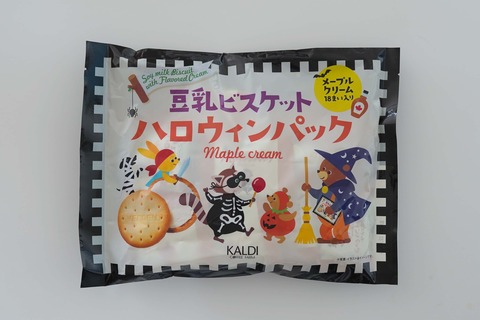 Soy milk Biscuit
with Flavored Cream
メープル
クリーム
18食い入り
豆乳ビスケット
ハロウィンパック
Maple cream
KALDI
COFFEE FARM